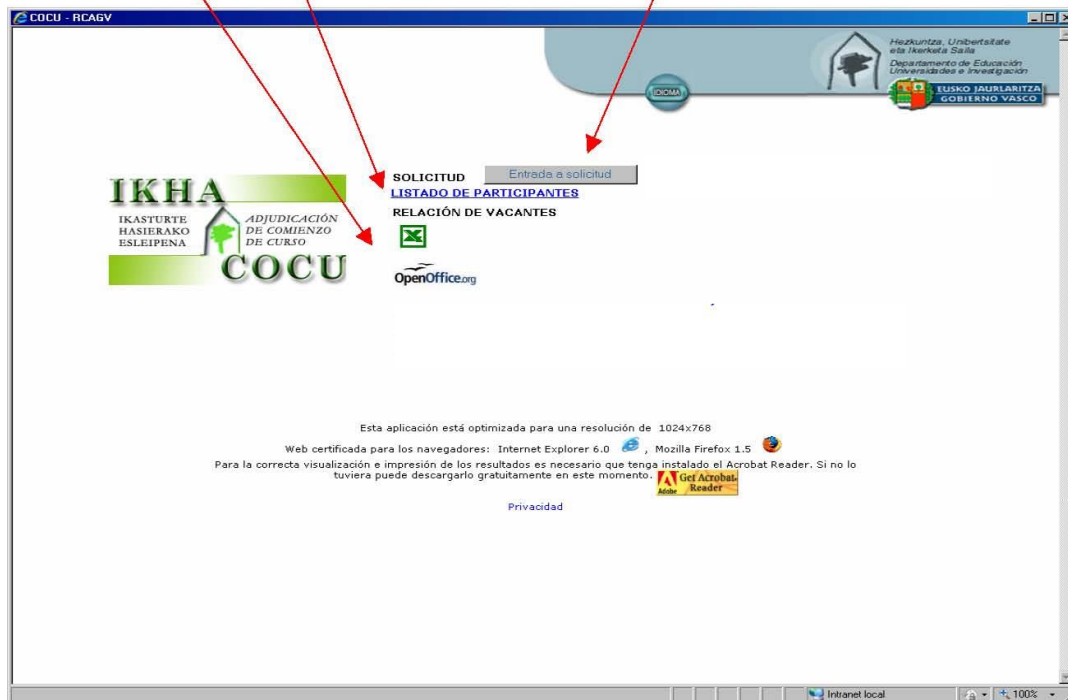 COCU - RCAGV
Hezkuntza, Unibertsitate
eta Ikerketa Saila
Departamento de Educación
Universidades e Investigación
EUSKO JAURLARITZA
GOBIERNO VASCO
IDIOMA
IKHA
IKASTURTE
HASIERAKO
ESLEIPENA
ADJUDICACIÓN
DE COMIENZO
DE CURSO
COCU
SOLICITUD Entrada a solicitud
LISTADO DE PARTICIPANTES
RELACIÓN DE VACANTES
OpenOffice.org
Esta aplicación está optimizada para una resolución de 1024x768
Web certificada para los navegadores: Internet Explorer 6.0 , Mozilla Firefox 1.5
Para la correcta visualización e impresión de los resultados es necesario que tenga instalado el Acrobat Reader. Si no lo
tuviera puede descargarlo gratuitamente en este momento.
Get Acrobat
Reader
Adobe
Privacidad
Intranet local
100%